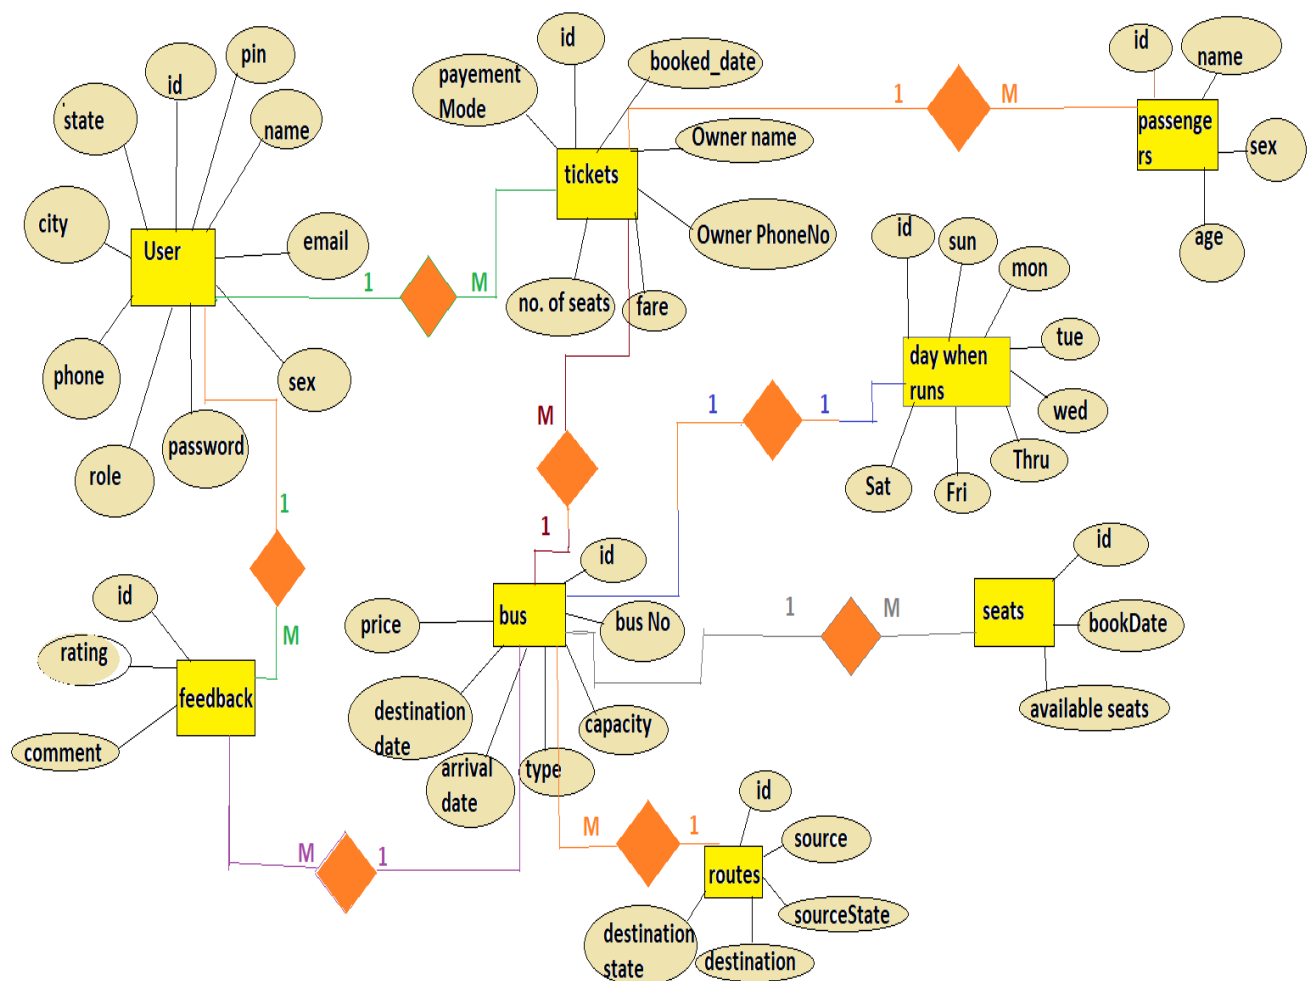 id
pin
state
name
city
User
email
phone
sex
role
password
id
payement
Mode
booked_date
Owner name
tickets
Owner PhoneNo
no. of seats
fare
1
M
1
M
id
name
passenge
rs
sex
age
id
sun
mon
day when
runs
tue
wed
Thru
Fri
Sat
1
1
M
1
1
M
id
rating
feedback
comment
M
1
id
price
bus
bus No
destination
date
arrival
date
type
capacity
1
M
id
seats
bookDate
available seats
M
1
id
source
routes
sourceState
destination
state
destination